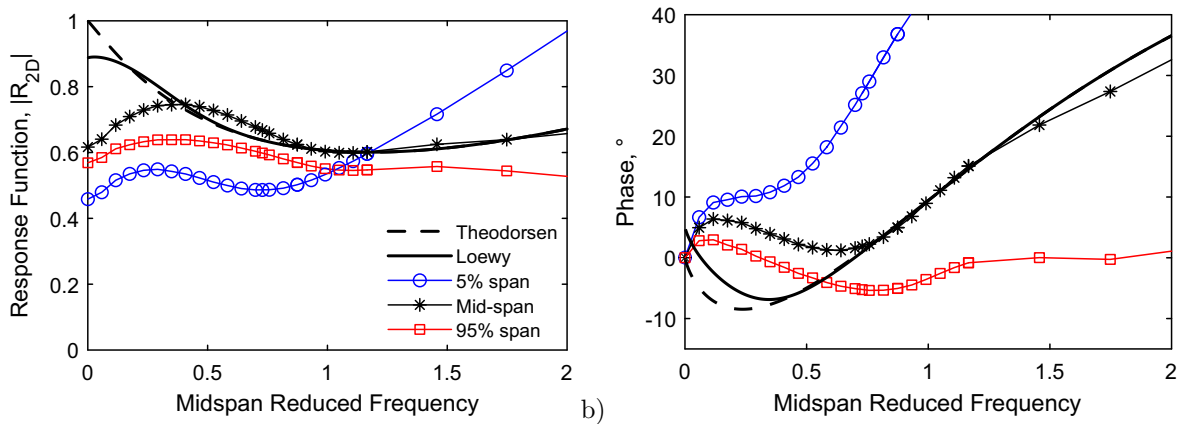 Response Function, |R2D|
1
0.8
0.6
0.4
0.2
0
0
0.5
1
1.5
2
Midspan Reduced Frequency
Theodorsen
Loewy
5% span
Mid-span
95% span
b)
Phase, °
40
30
20
10
0
-10
0
0.5
1
1.5
2
Midspan Reduced Frequency